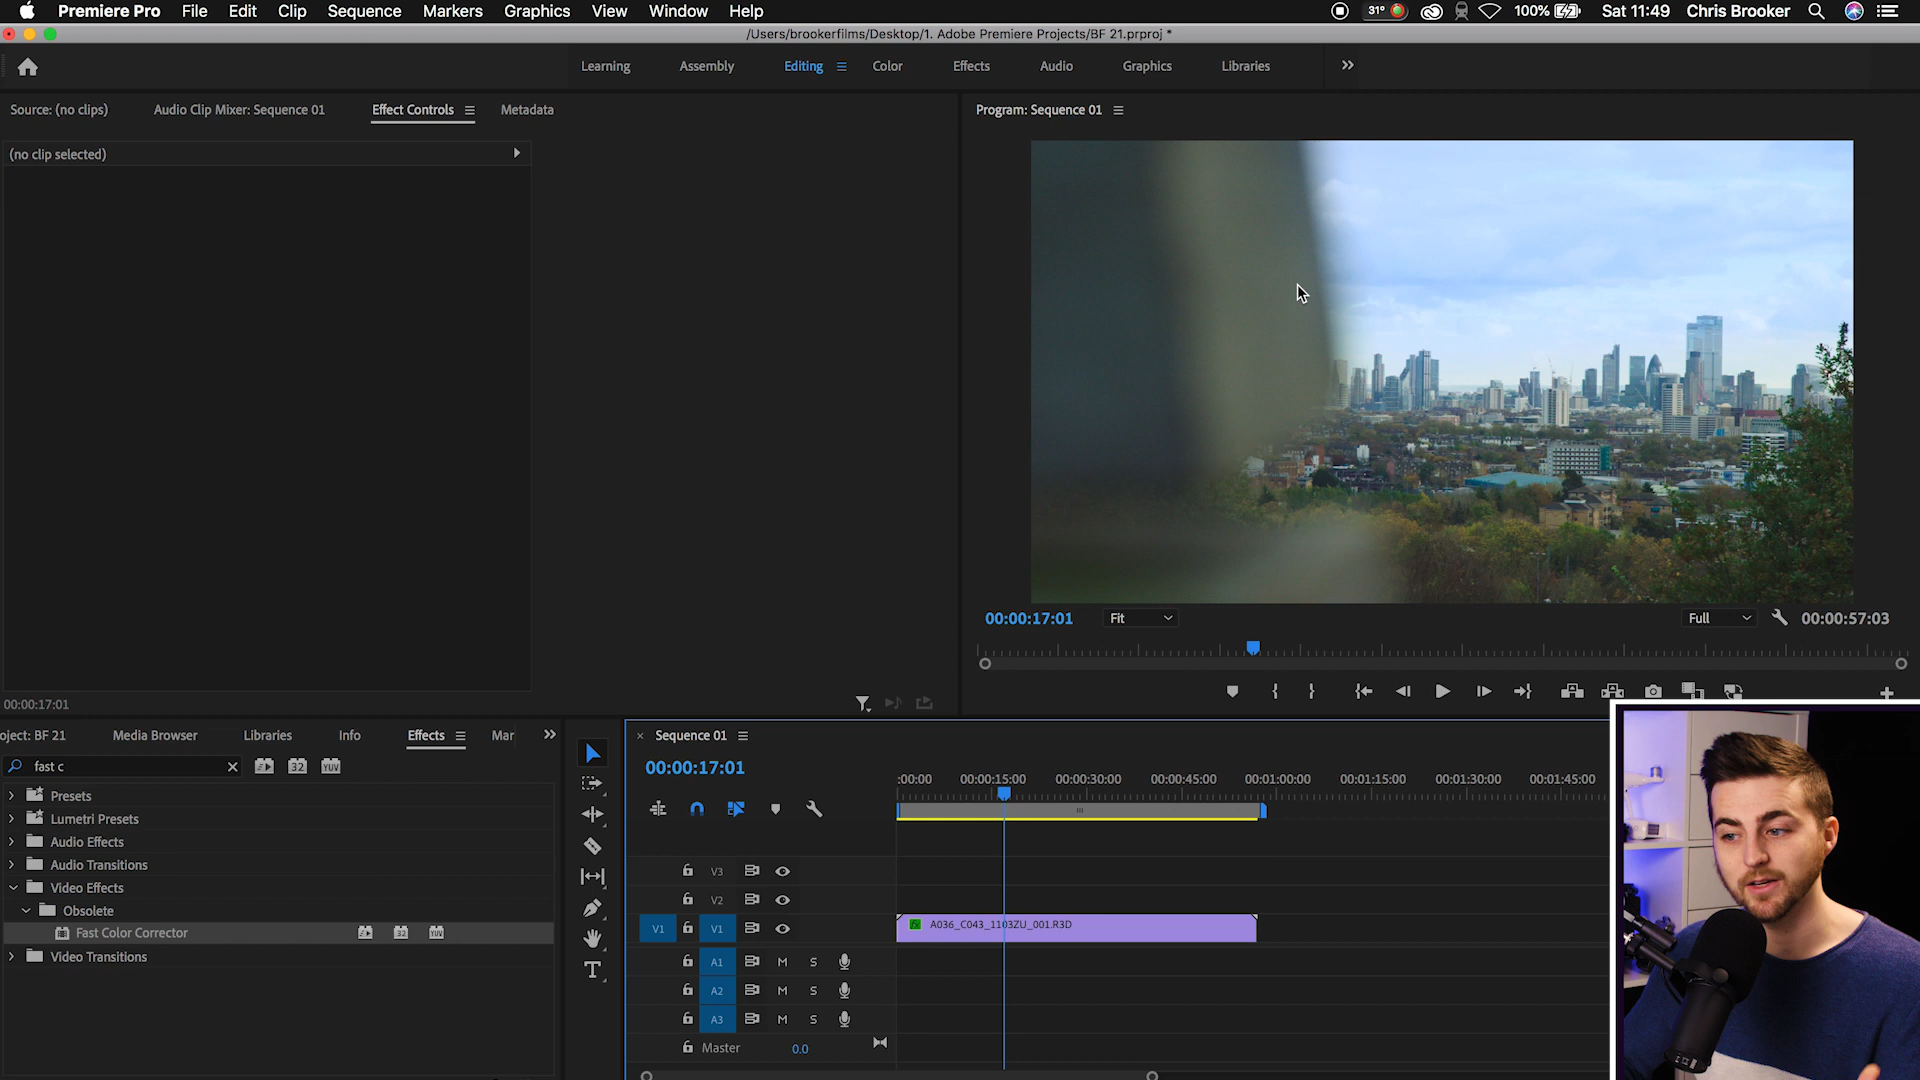 Premiere Pro File Edit Clip Sequence Markers Graphics View Window Help 31° 100% Sat 11:49 Chris Brooker
/Users/brookerfilms/Desktop/1. Adobe Premiere Projects/BF 21.prproj *
Learning Assembly Editing Color Effects Audio Graphics Libraries
Source: (no clips) Audio Clip Mixer: Sequence 01 Effect Controls Metadata
Program: Sequence 01
(no clip selected)
00:00:17:01 Fit Full 00:00:57:03
00:00:17:01
oject: BF 21 Media Browser Libraries Info Effects Mar
Sequence 01
fast c 32 YUV
00:00:17:01
:00:00 00:00:15:00 00:00:30:00 00:00:45:00 00:01:00:00 00:01:15:00 00:01:30:00 00:01:45:00
Presets
Lumetri Presets
Audio Effects
Audio Transitions
Video Effects
Obsolete
Fast Color Corrector 32 YUV
Video Transitions
V3
V2
V1 V1 A036_C043_1103ZU_001.R3D
A1 M S
A2 M S
A3 M S
Master 0.0